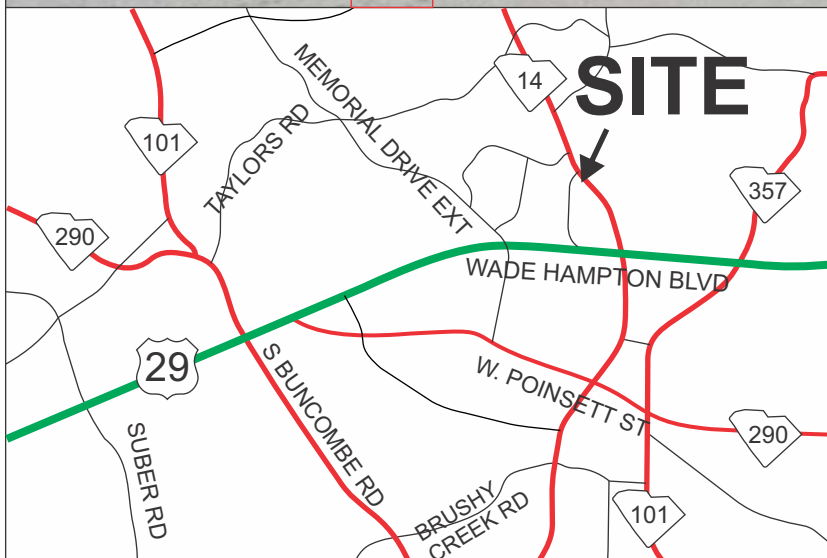 14
SITE
101
TAYLORS RD
MEMORIAL DRIVE EXT
357
290
WADE HAMPTON BLVD
29
S BUNCOMBE RD
W. POINSETT ST
290
SUBER RD
BRUSHY
CREEK RD
101